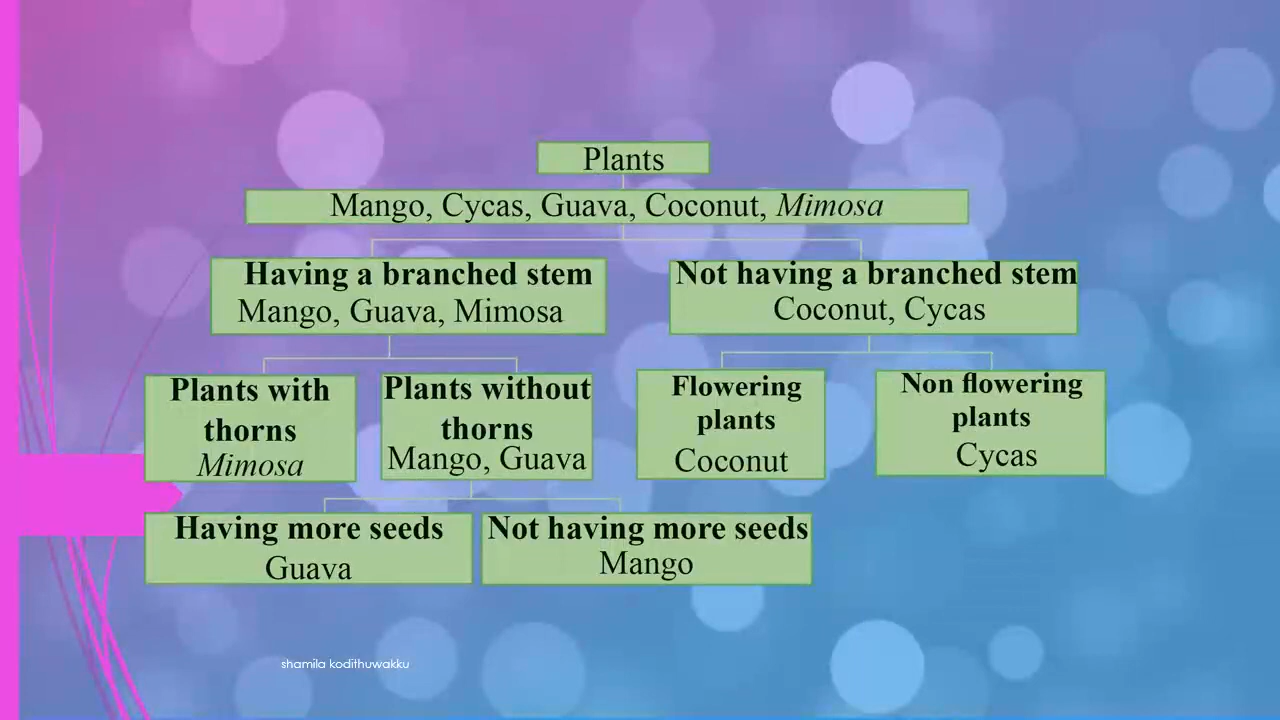 Plants
Mango, Cycas, Guava, Coconut, Mimosa
Having a branched stem
Mango, Guava, Mimosa
Not having a branched stem
Coconut, Cycas
Plants with
thorns
Mimosa
Plants without
thorns
Mango, Guava
Flowering
plants
Coconut
Non flowering
plants
Cycas
Having more seeds
Guava
Not having more seeds
Mango
shamila kodithuwakku